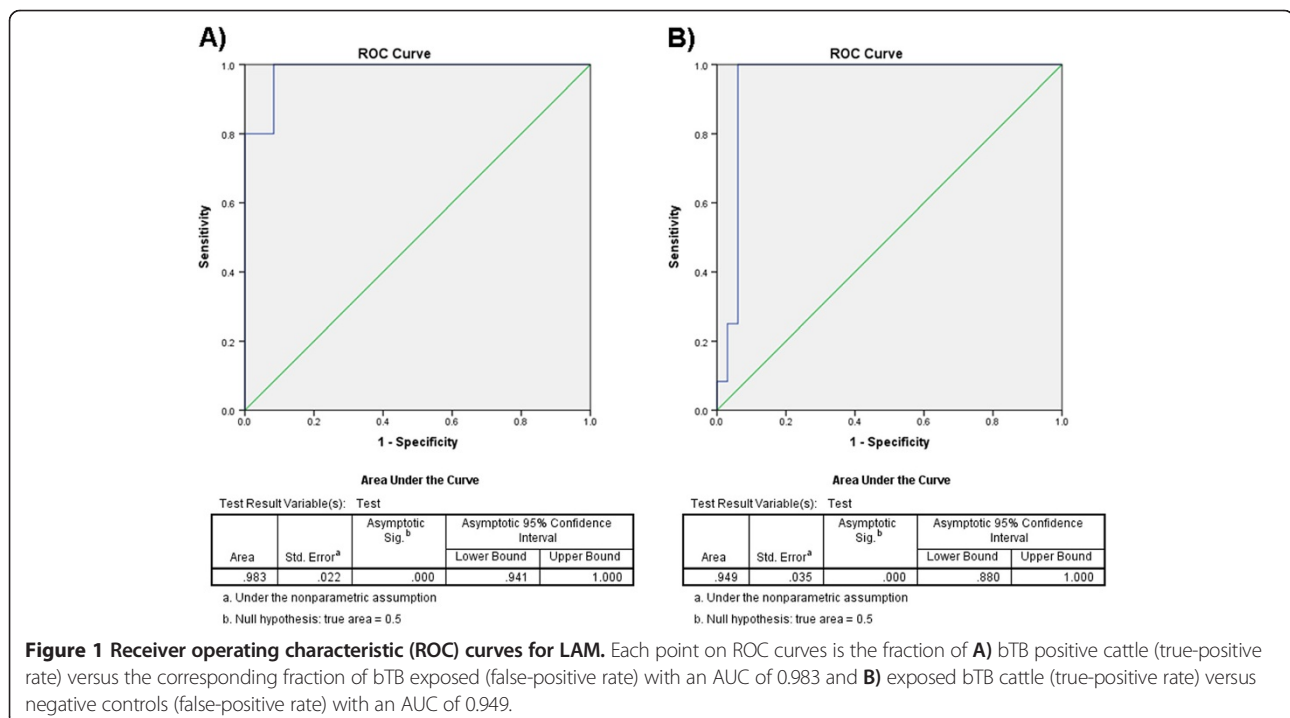 A)
ROC Curve
1.0
0.8
0.6
0.4
0.2
0.0
Sensitivity
0.0 0.2 0.4 0.6 0.8 1.0
1 - Specificity
Area Under the Curve
Test Result Variable(s): Test
Area Std. Errorᵃ Asymptotic Sig.ᵇ Asymptotic 95% Confidence Interval
Lower Bound Upper Bound
.983 .022 .000 .941 1.000
a. Under the nonparametric assumption
b. Null hypothesis: true area = 0.5
B)
ROC Curve
1.0
0.8
0.6
0.4
0.2
0.0
Sensitivity
0.0 0.2 0.4 0.6 0.8 1.0
1 - Specificity
Area Under the Curve
Test Result Variable(s): Test
Area Std. Errorᵃ Asymptotic Sig.ᵇ Asymptotic 95% Confidence Interval
Lower Bound Upper Bound
.949 .035 .000 .880 1.000
a. Under the nonparametric assumption
b. Null hypothesis: true area = 0.5
Figure 1 Receiver operating characteristic (ROC) curves for LAM. Each point on ROC curves is the fraction of A) bTB positive cattle (true-positive
rate) versus the corresponding fraction of bTB exposed (false-positive rate) with an AUC of 0.983 and B) exposed bTB cattle (true-positive rate) versus
negative controls (false-positive rate) with an AUC of 0.949.